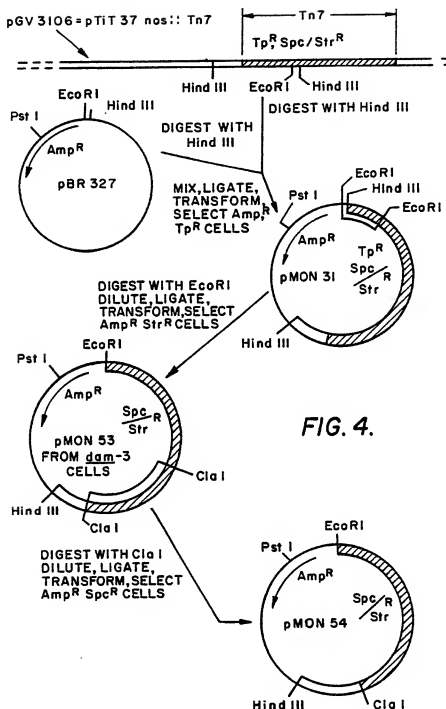 pGV 3106 = pTiT 37 nos:: Tn7
Tn7
Tp^R, Spc/Str^R
Hind III
EcoRI
Hind III
DIGEST WITH Hind III
EcoRI
Hind III
Pst I
Amp^R
pBR 327
DIGEST WITH
Hind III
MIX, LIGATE,
TRANSFORM,
SELECT Amp^R,
Tp^R CELLS
EcoRI
Hind III
EcoRI
Pst I
Amp^R
Tp^R
Spc/Str^R
pMON 31
Hind III
DIGEST WITH EcoRI
DILUTE, LIGATE,
TRANSFORM, SELECT
Amp^R Str^R CELLS
EcoRI
Pst I
Amp^R
Spc/Str^R
pMON 53
FROM dam-3
CELLS
Cla I
Hind III
Cla I
FIG. 4.
DIGEST WITH Cla I
DILUTE, LIGATE,
TRANSFORM, SELECT
Amp^R Spc^R CELLS
EcoRI
Pst I
Amp^R
Spc/Str^R
pMON 54
Hind III
Cla I